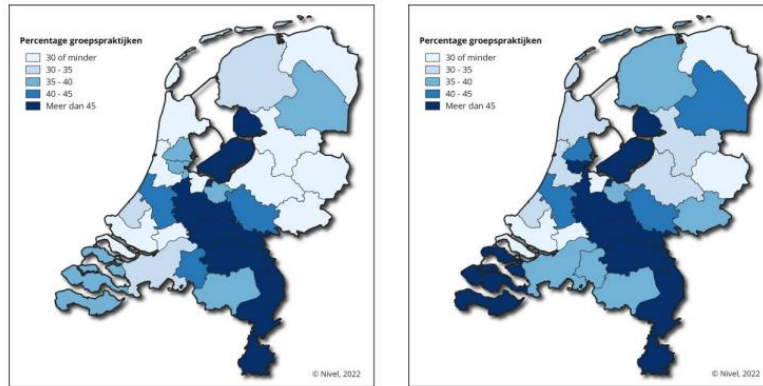 Percentage groepspraktijken
30 of minder
30 - 35
35 - 40
40 - 45
Meer dan 45
© Nivel, 2022
Percentage groepspraktijken
30 of minder
30 - 35
35 - 40
40 - 45
Meer dan 45
© Nivel, 2022